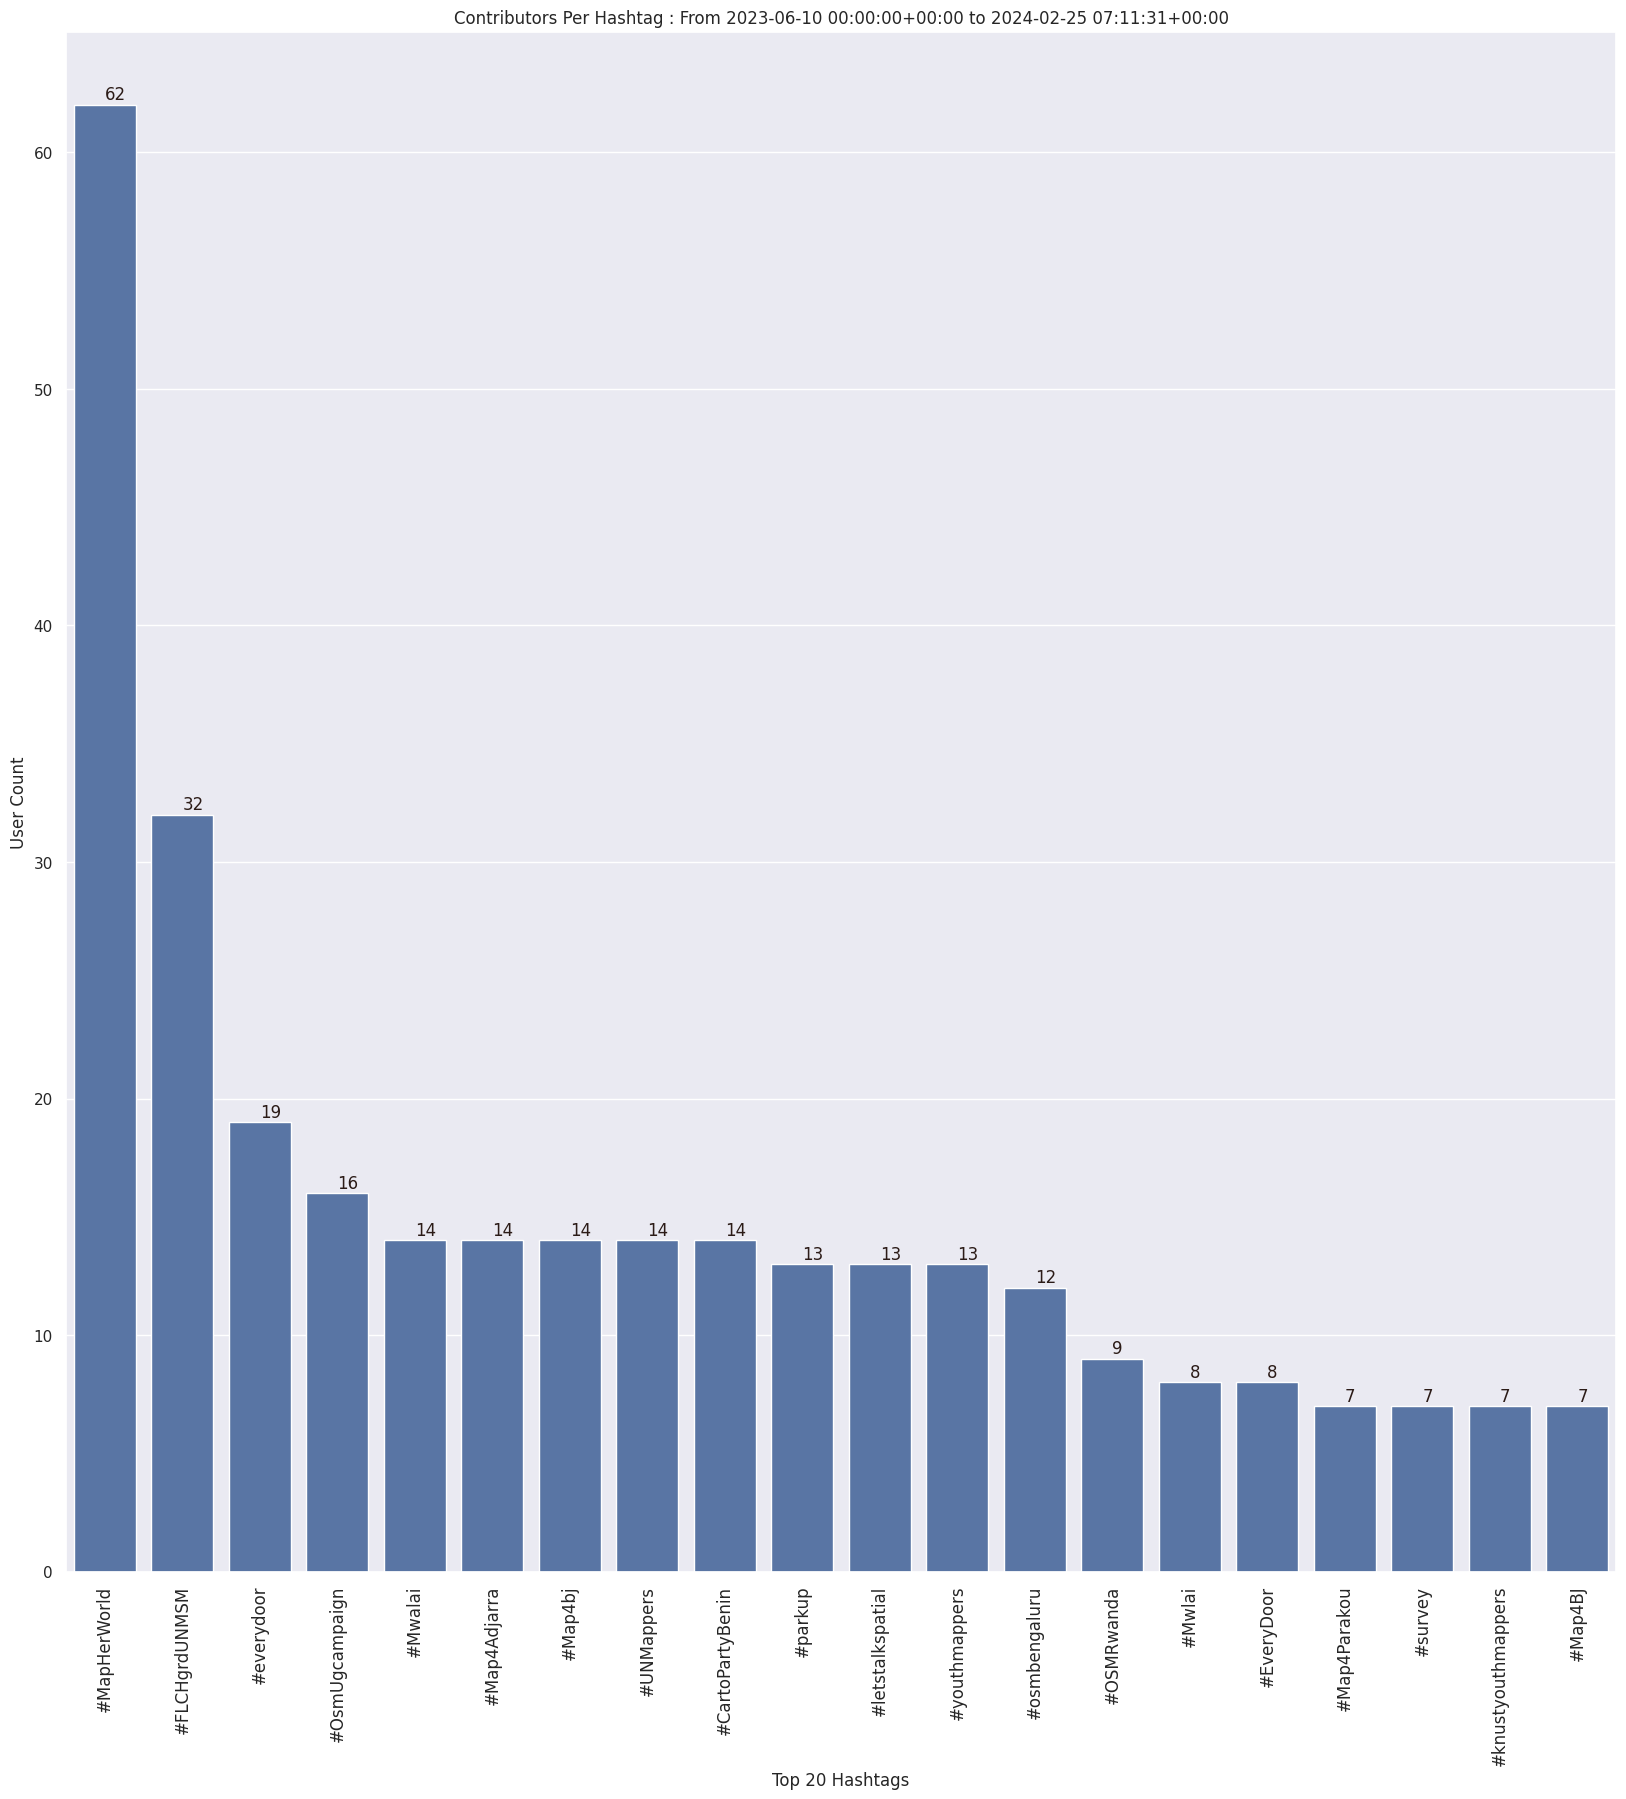 Contributors Per Hashtag : From 2023-06-10 00:00:00+00:00 to 2024-02-25 07:11:31+00:00
User Count
60
50
40
30
20
10
0
62
32
19
16
14
14
14
14
14
13
13
13
12
9
8
8
7
7
7
7
#MapHerWorld
#FLCHgrdUNMSM
#everydoor
#OsmUgcampaign
#Mwalai
#Map4Adjarra
#Map4bj
#UNMappers
#CartoPartyBenin
#parkup
#letstalkspatial
#youthmappers
#osmbengaluru
#OSMRwanda
#Mwlai
#EveryDoor
#Map4Parakou
#survey
#knustyouthmappers
#Map4BJ
Top 20 Hashtags